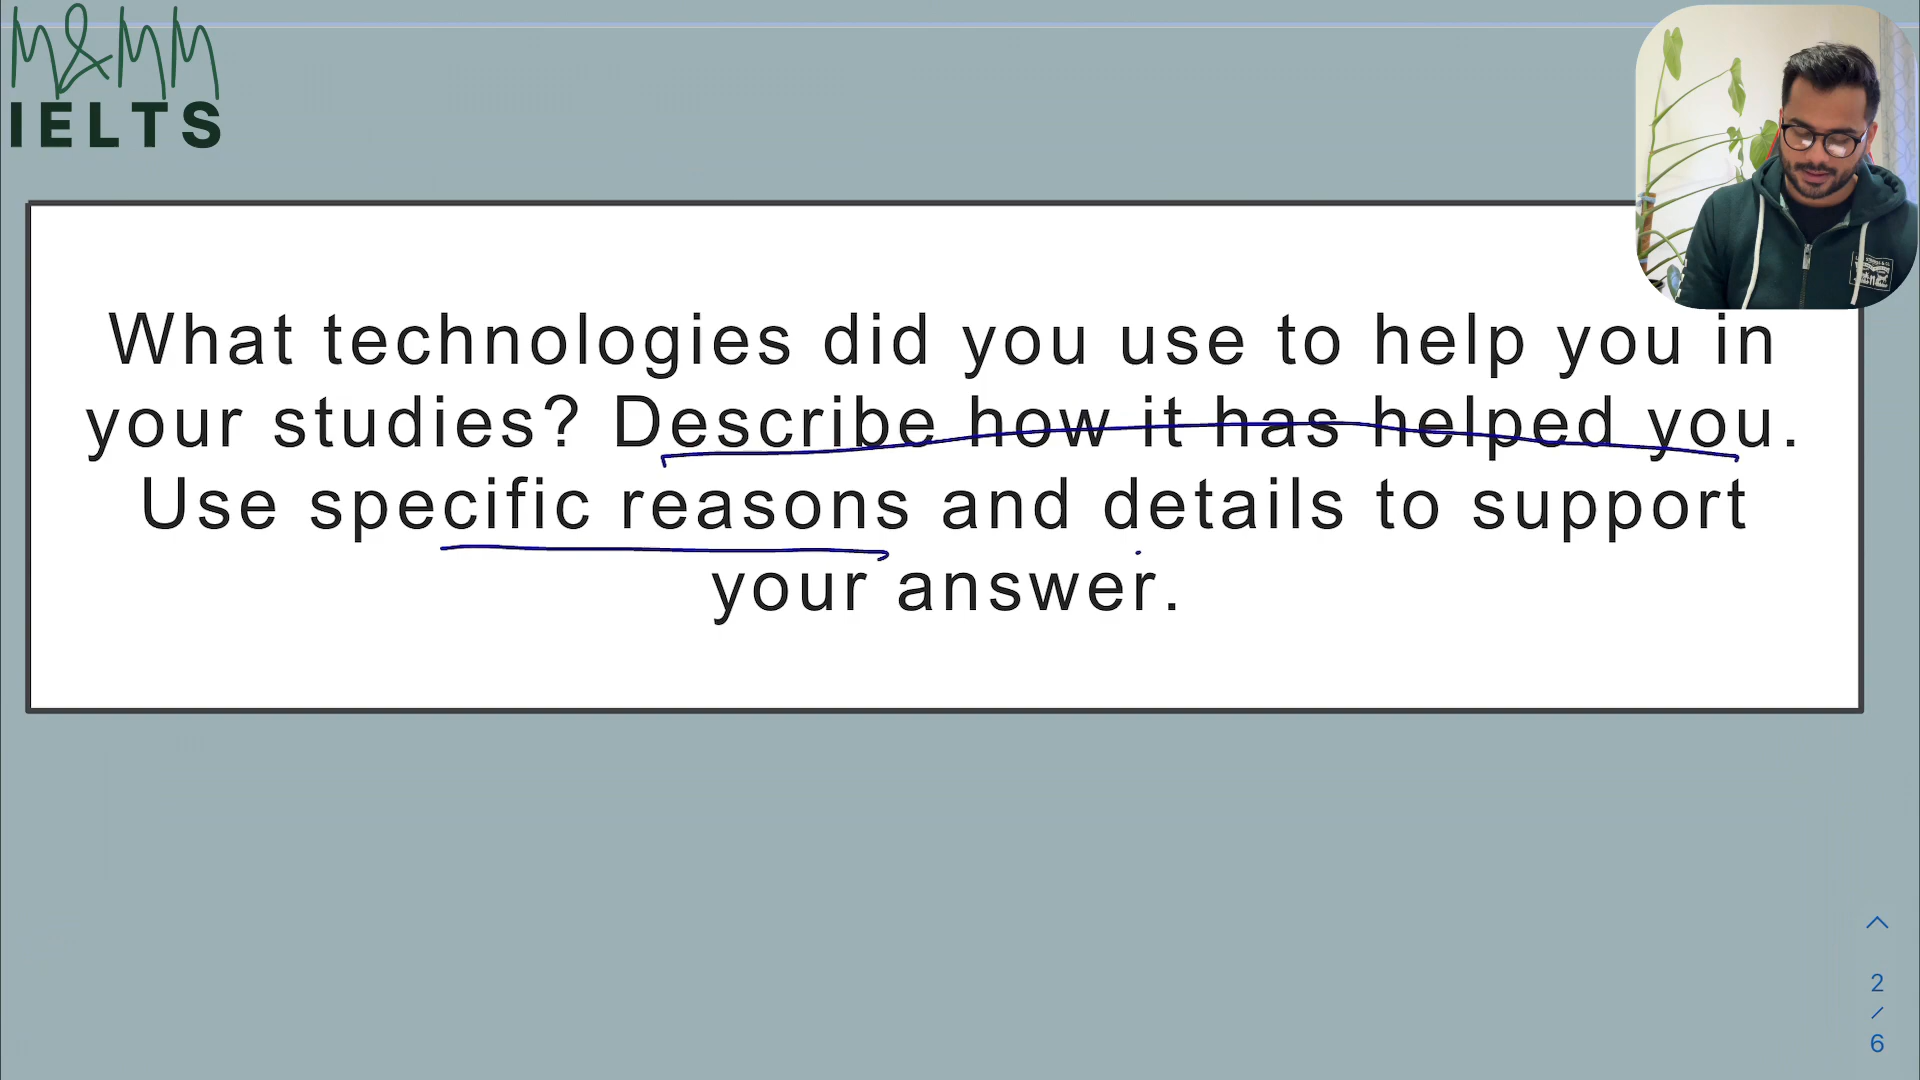 M&MM
IELTS
What technologies did you use to help you in
your studies? Describe how it has helped you.
Use specific reasons and details to support
your answer.
2
/
6